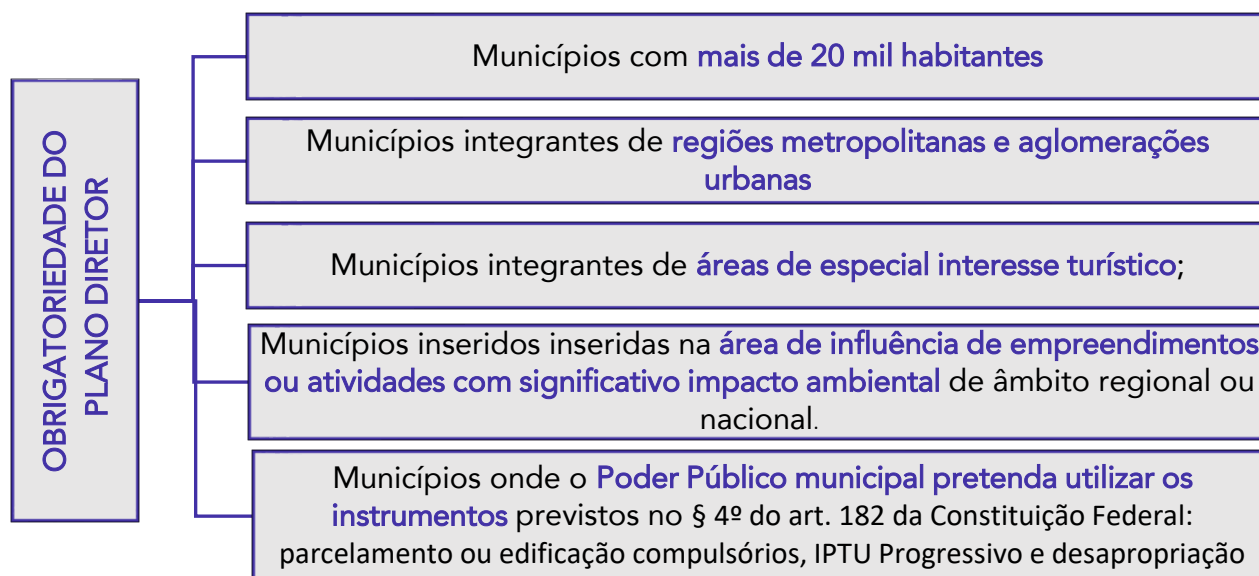 OBRIGATORIEDADE DO
PLANO DIRETOR
Municípios com mais de 20 mil habitantes
Municípios integrantes de regiões metropolitanas e aglomerações
urbanas
Municípios integrantes de áreas de especial interesse turístico;
Municípios inseridos inseridas na área de influência de empreendimentos
ou atividades com significativo impacto ambiental de âmbito regional ou
nacional.
Municípios onde o Poder Público municipal pretenda utilizar os
instrumentos previstos no § 4º do art. 182 da Constituição Federal:
parcelamento ou edificação compulsórios, IPTU Progressivo e desapropriação